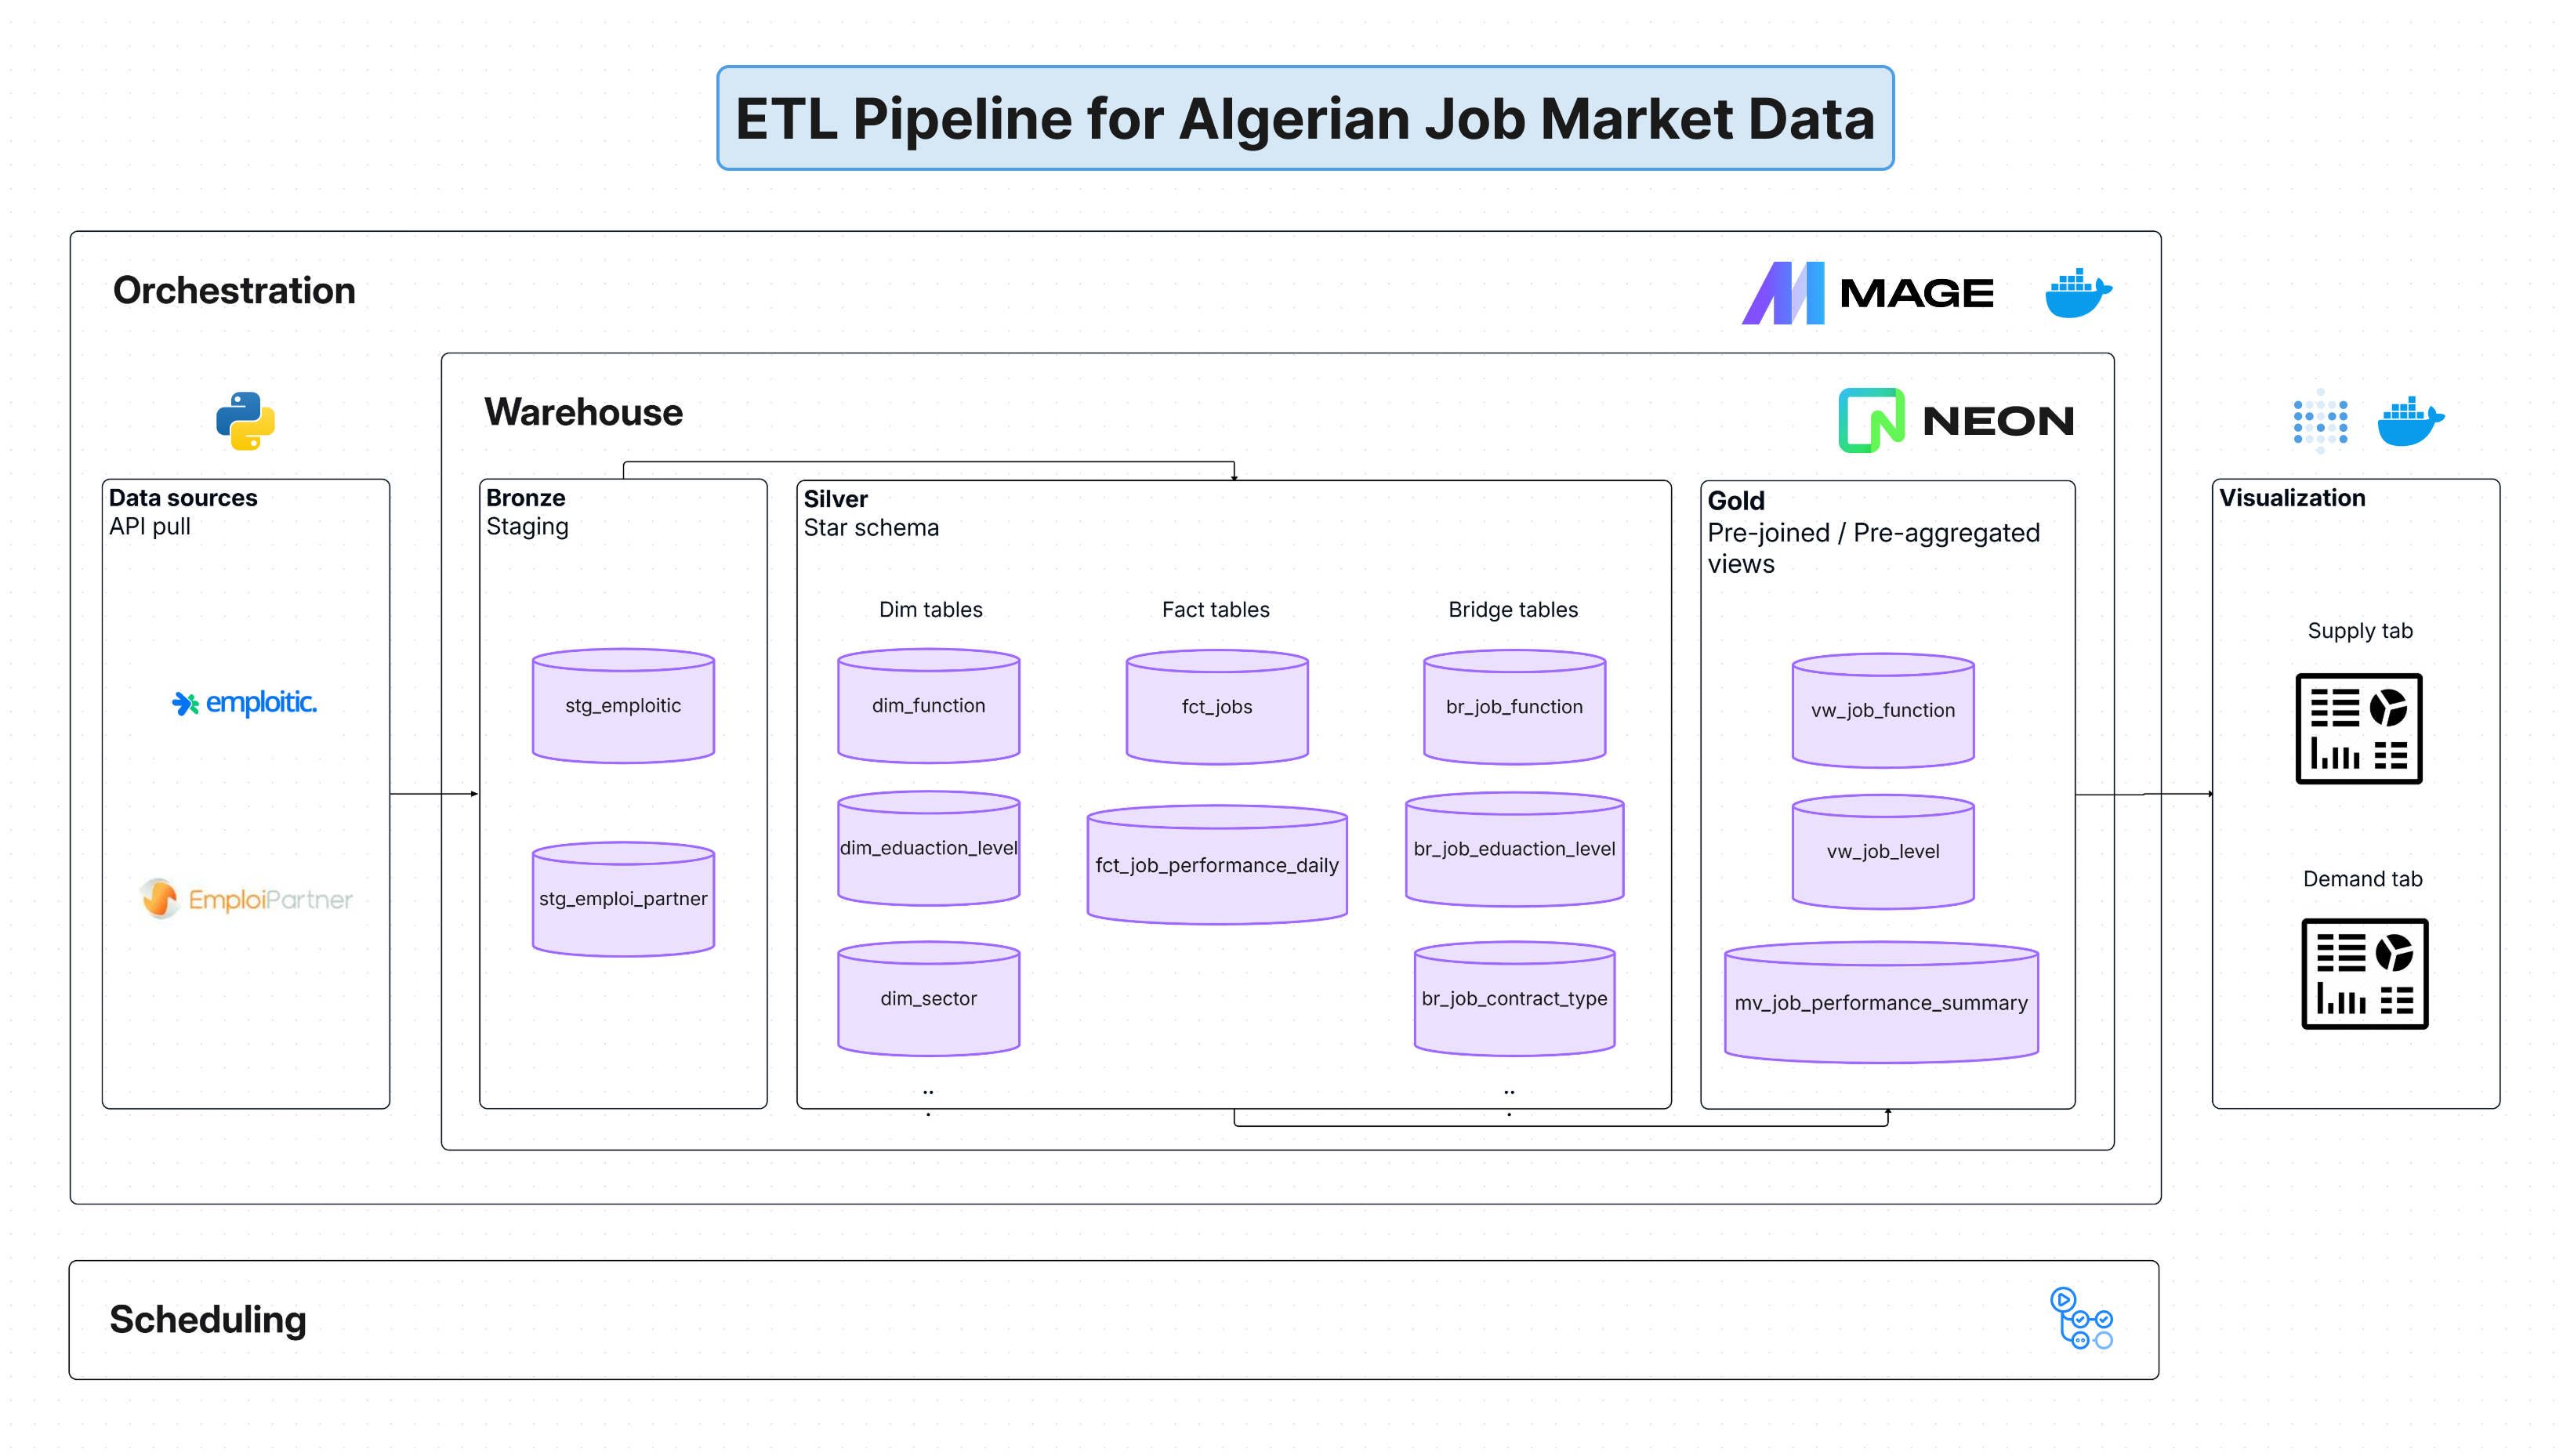 ETL Pipeline for Algerian Job Market Data
Orchestration
MAGE
Warehouse
NEON
Data sources
API pull
emploitic.
EmploiPartner
Bronze
Staging
stg_emploitic
stg_emploi_partner
Silver
Star schema
Dim tables
dim_function
dim_eduaction_level
dim_sector
..
.
Fact tables
fct_jobs
fct_job_performance_daily
Bridge tables
br_job_function
br_job_eduaction_level
br_job_contract_type
..
.
Gold
Pre-joined / Pre-aggregated
views
vw_job_function
vw_job_level
mv_job_performance_summary
Visualization
Supply tab
Demand tab
Scheduling